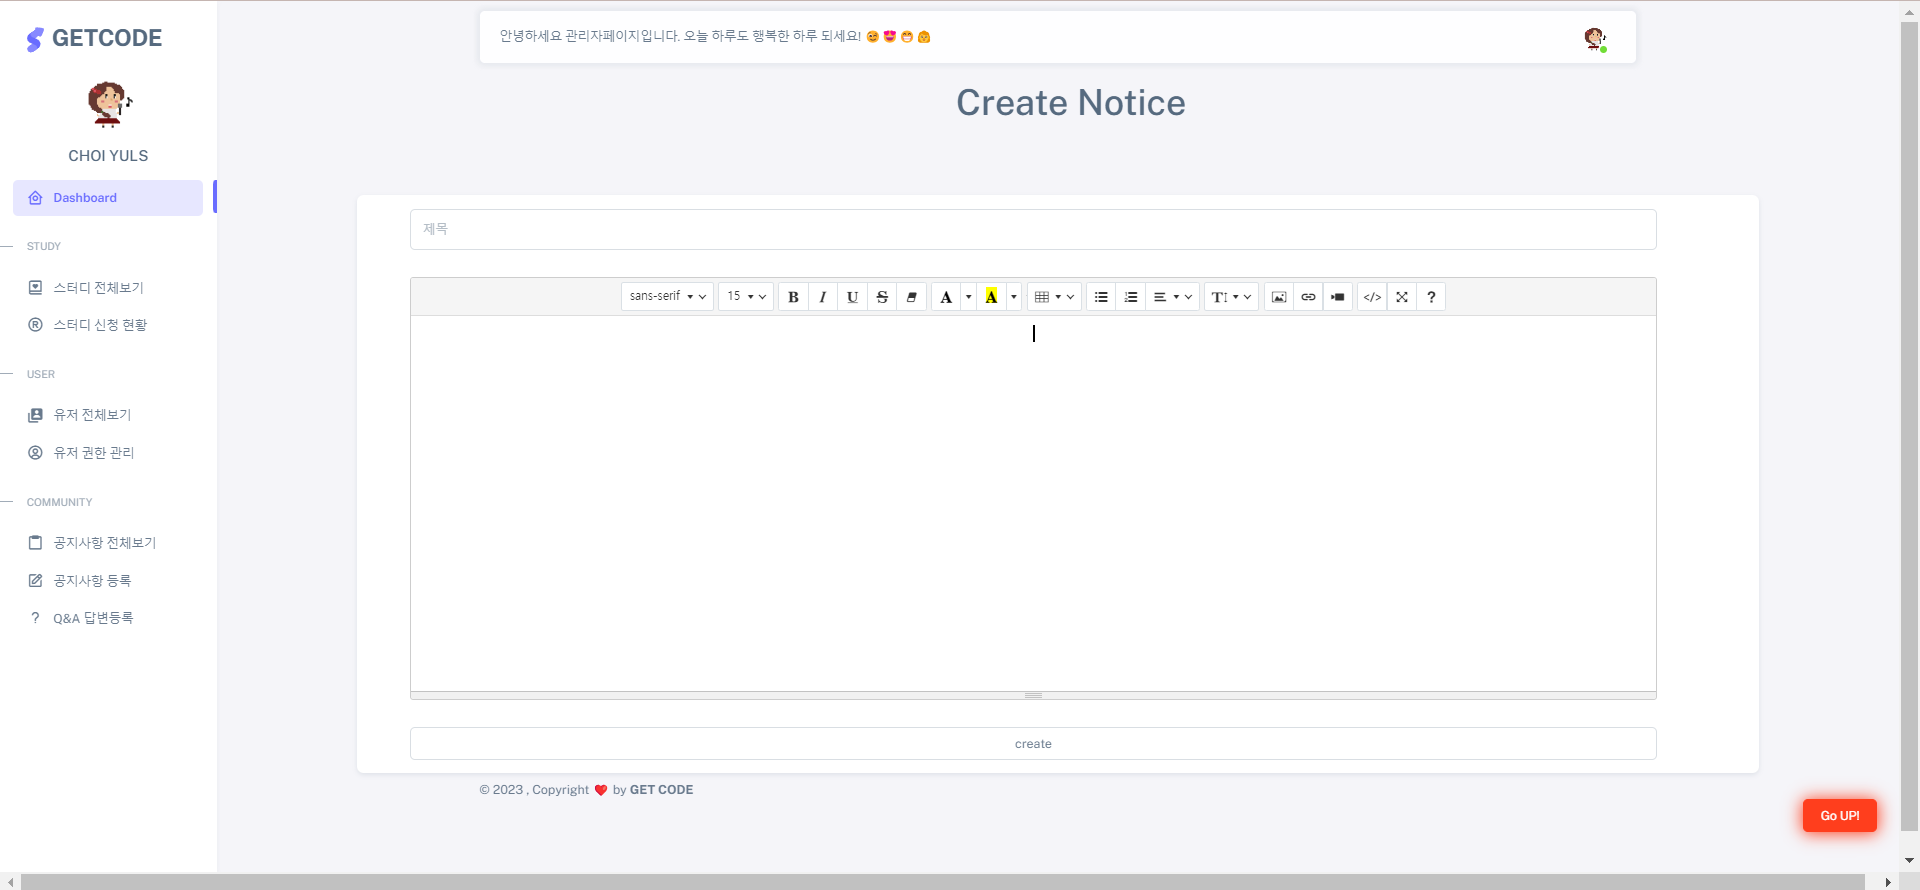 GETCODE
CHOI YULS
Dashboard
STUDY
스터디 전체보기
스터디 신청 현황
USER
유저 전체보기
유저 권한 관리
COMMUNITY
공지사항 전체보기
공지사항 등록
Q&A 답변등록
안녕하세요 관리자페이지입니다. 오늘 하루도 행복한 하루 되세요! 😉 😍 😁 🙆
Create Notice
제목
sans-serif 15 B I U S A A T </> ?
create
© 2023 , Copyright ❤️ by GET CODE
Go UP!